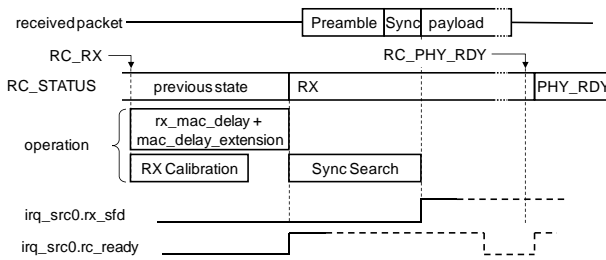 received packet
Preamble Sync payload
RC_RX
RC_PHY_RDY
RC_STATUS
previous state RX PHY_RDY
operation
rx_mac_delay +
mac_delay_extension
RX Calibration Sync Search
irq_src0.rx_sfd
irq_src0.rc_ready